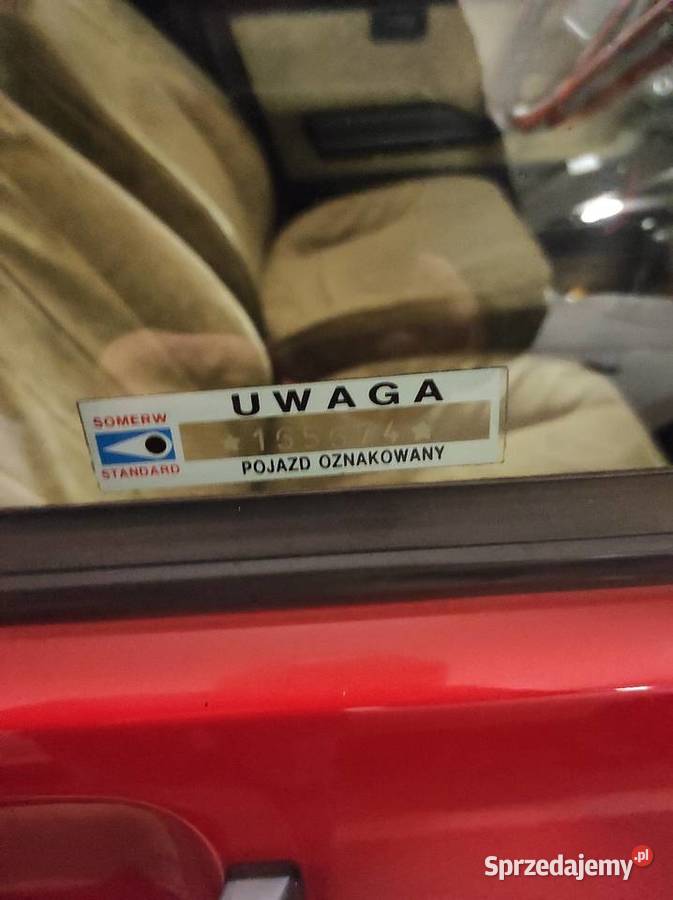 UWAGA
SOMERW
STANDARD
POJAZD OZNAKOWANY
Sprzedajemy.pl